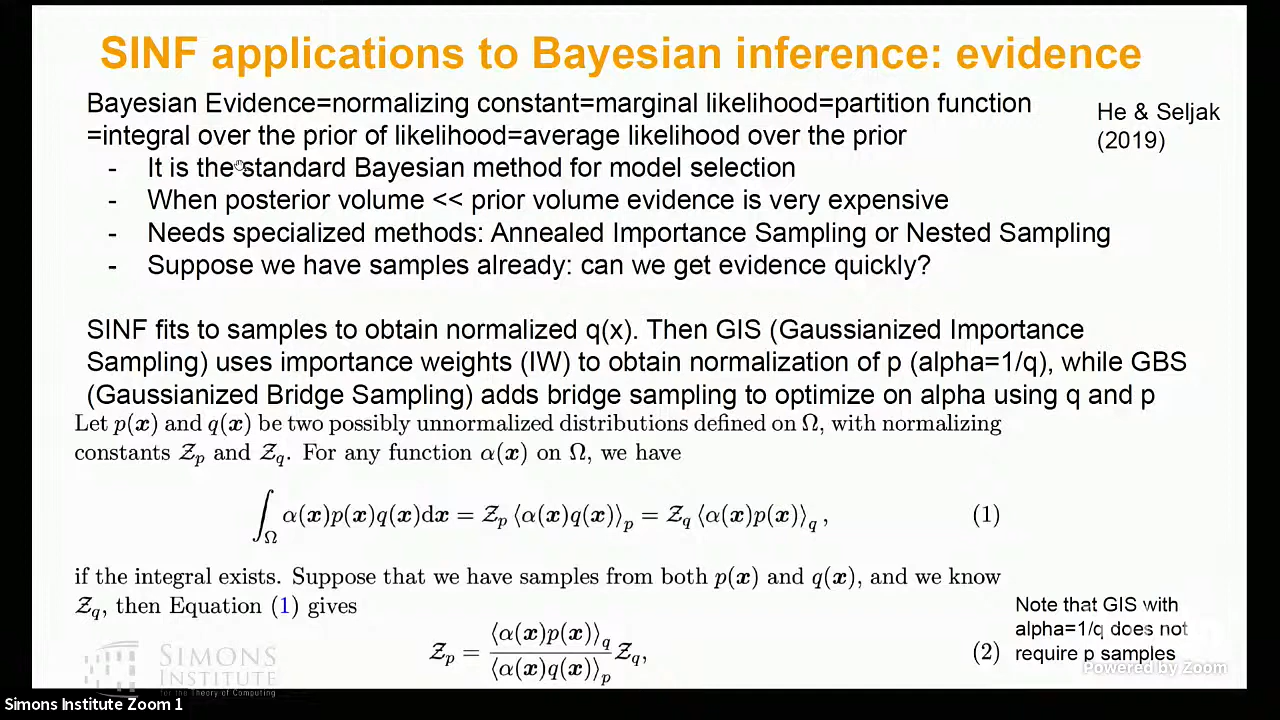 SINF applications to Bayesian inference: evidence
Bayesian Evidence=normalizing constant=marginal likelihood=partition function
=integral over the prior of likelihood=average likelihood over the prior
He & Seljak
(2019)
- It is the standard Bayesian method for model selection
- When posterior volume << prior volume evidence is very expensive
- Needs specialized methods: Annealed Importance Sampling or Nested Sampling
- Suppose we have samples already: can we get evidence quickly?
SINF fits to samples to obtain normalized q(x). Then GIS (Gaussianized Importance
Sampling) uses importance weights (IW) to obtain normalization of p (alpha=1/q), while GBS
(Gaussianized Bridge Sampling) adds bridge sampling to optimize on alpha using q and p
Let p(x) and q(x) be two possibly unnormalized distributions defined on Ω, with normalizing
constants 𝒵_p and 𝒵_q. For any function α(x) on Ω, we have
∫_Ω α(x)p(x)q(x)dx = 𝒵_p ⟨α(x)q(x)⟩_p = 𝒵_q ⟨α(x)p(x)⟩_q , (1)
if the integral exists. Suppose that we have samples from both p(x) and q(x), and we know
𝒵_q, then Equation (1) gives
𝒵_p = ⟨α(x)p(x)⟩_q / ⟨α(x)q(x)⟩_p 𝒵_q, (2)
Note that GIS with
alpha=1/q does not
require p samples
SIMONS
INSTITUTE
for the Theory of Computing
Powered by Zoom
Simons Institute Zoom 1